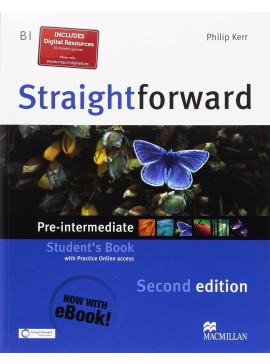 B1
INCLUDES
Digital Resources
Philip Kerr
Straightforward
Pre-intermediate
Student's Book
with Practice Online access
Second edition
NOW WITH
eBook!
MACMILLAN